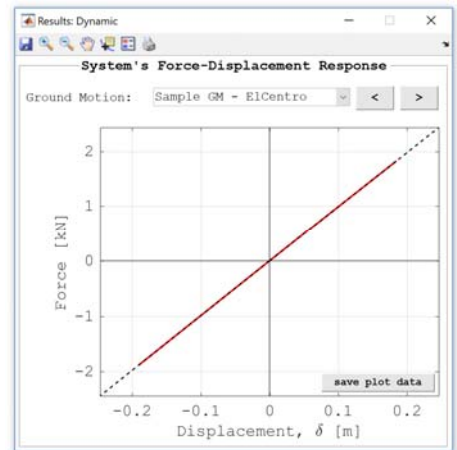 Results: Dynamic
System's Force-Displacement Response
Ground Motion: Sample GM - ElCentro < >
2
1
0
-1
-2
Force [kN]
save plot data
-0.2 -0.1 0 0.1 0.2
Displacement, δ [m]